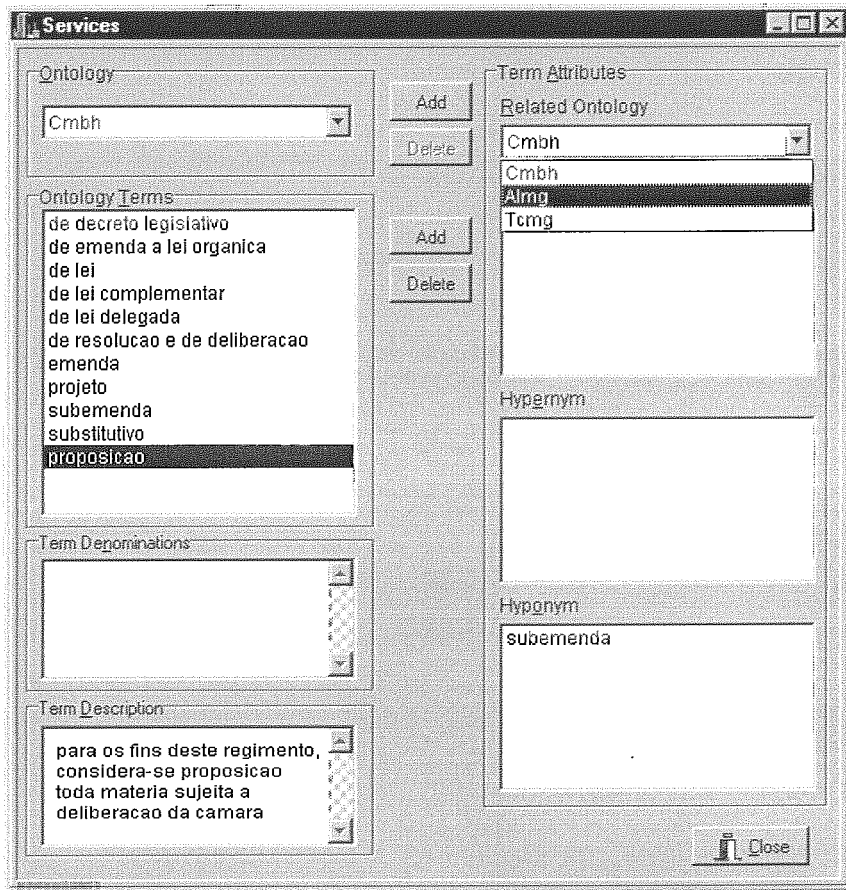 Services
Ontology
Cmbh
Add
Delete
Ontology Terms
de decreto legislativo
de emenda a lei organica
de lei
de lei complementar
de lei delegada
de resolucao e de deliberacao
emenda
projeto
subemenda
substitutivo
proposicao
Add
Delete
Term Denominations
Term Description
para os fins deste regimento,
considera-se proposicao
toda materia sujeita a
deliberacao da camara
Term Attributes
Related Ontology
Cmbh
Cmbh
Almg
Tcmg
Hypernym
Hyponym
subemenda
Close